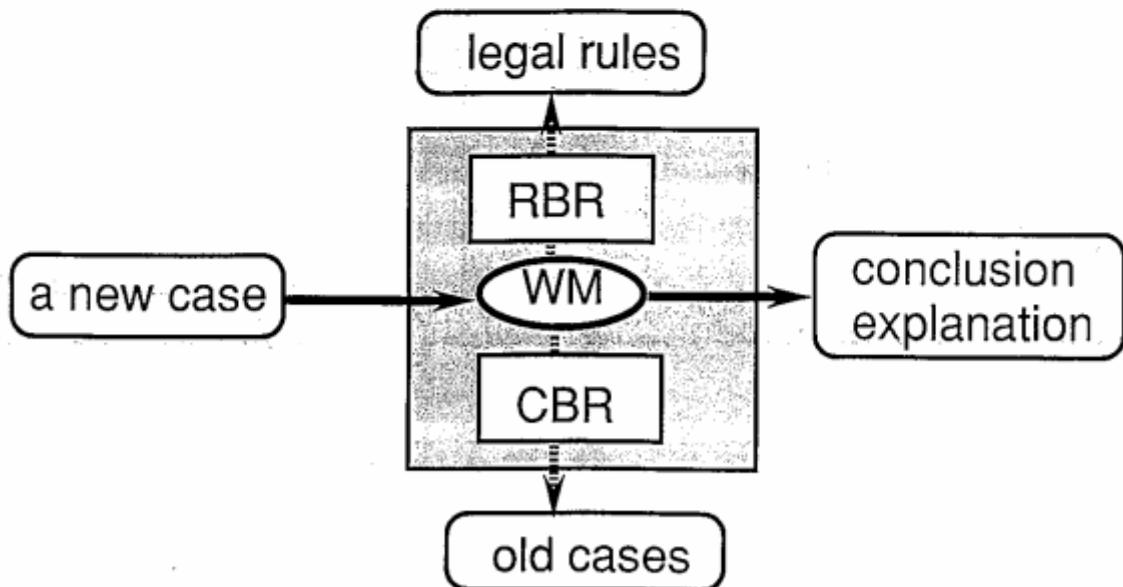 legal rules
RBR
a new case
WM
conclusion
explanation
CBR
old cases